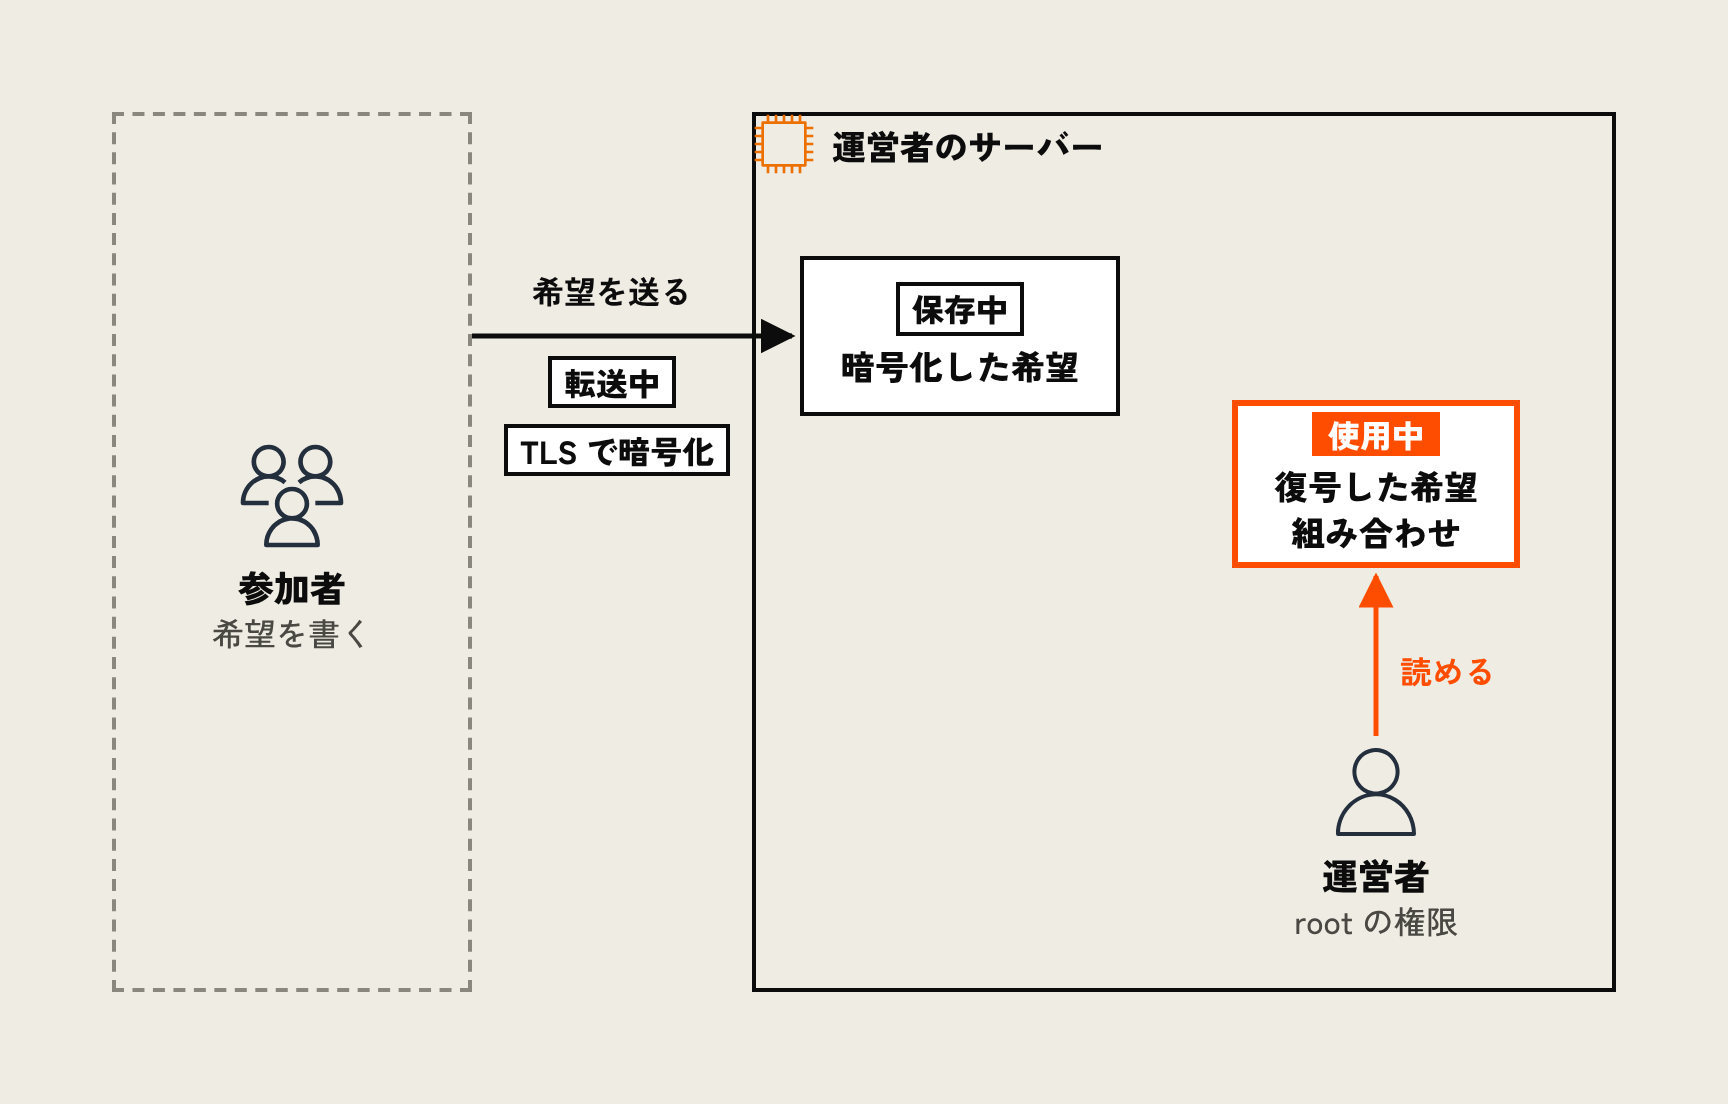 運営者のサーバー
希望を送る
転送中
TLS で暗号化
保存中
暗号化した希望
使用中
復号した希望
組み合わせ
参加者
希望を書く
読める
運営者
root の権限